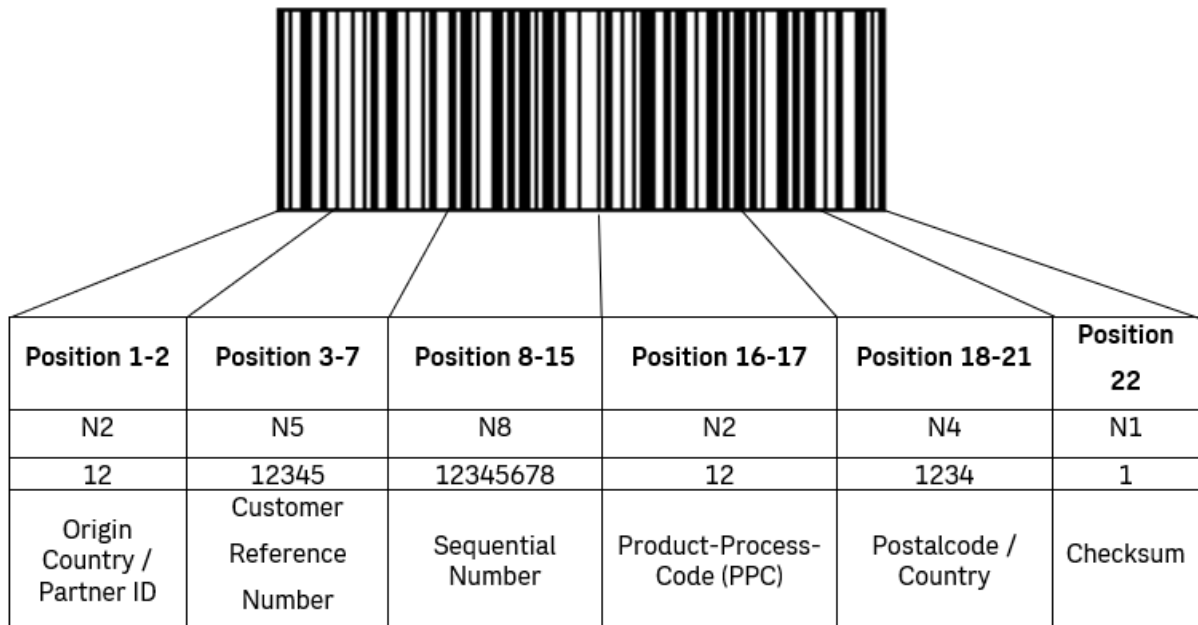 Position 1-2
Position 3-7
Position 8-15
Position 16-17
Position 18-21
Position
22
N2
N5
N8
N2
N4
N1
12
12345
12345678
12
1234
1
Origin
Country /
Partner ID
Customer
Reference
Number
Sequential
Number
Product-Process-
Code (PPC)
Postalcode /
Country
Checksum